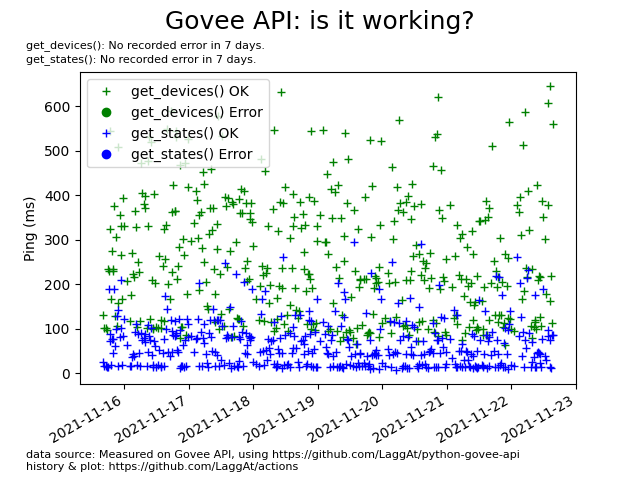 Govee API: is it working?
get_devices(): No recorded error in 7 days.
get_states(): No recorded error in 7 days.
get_devices() OK
get_devices() Error
get_states() OK
get_states() Error
Ping (ms)
600
500
400
300
200
100
0
2021-11-16
2021-11-17
2021-11-18
2021-11-19
2021-11-20
2021-11-21
2021-11-22
2021-11-23
data source: Measured on Govee API, using https://github.com/LaggAt/python-govee-api
history & plot: https://github.com/LaggAt/actions